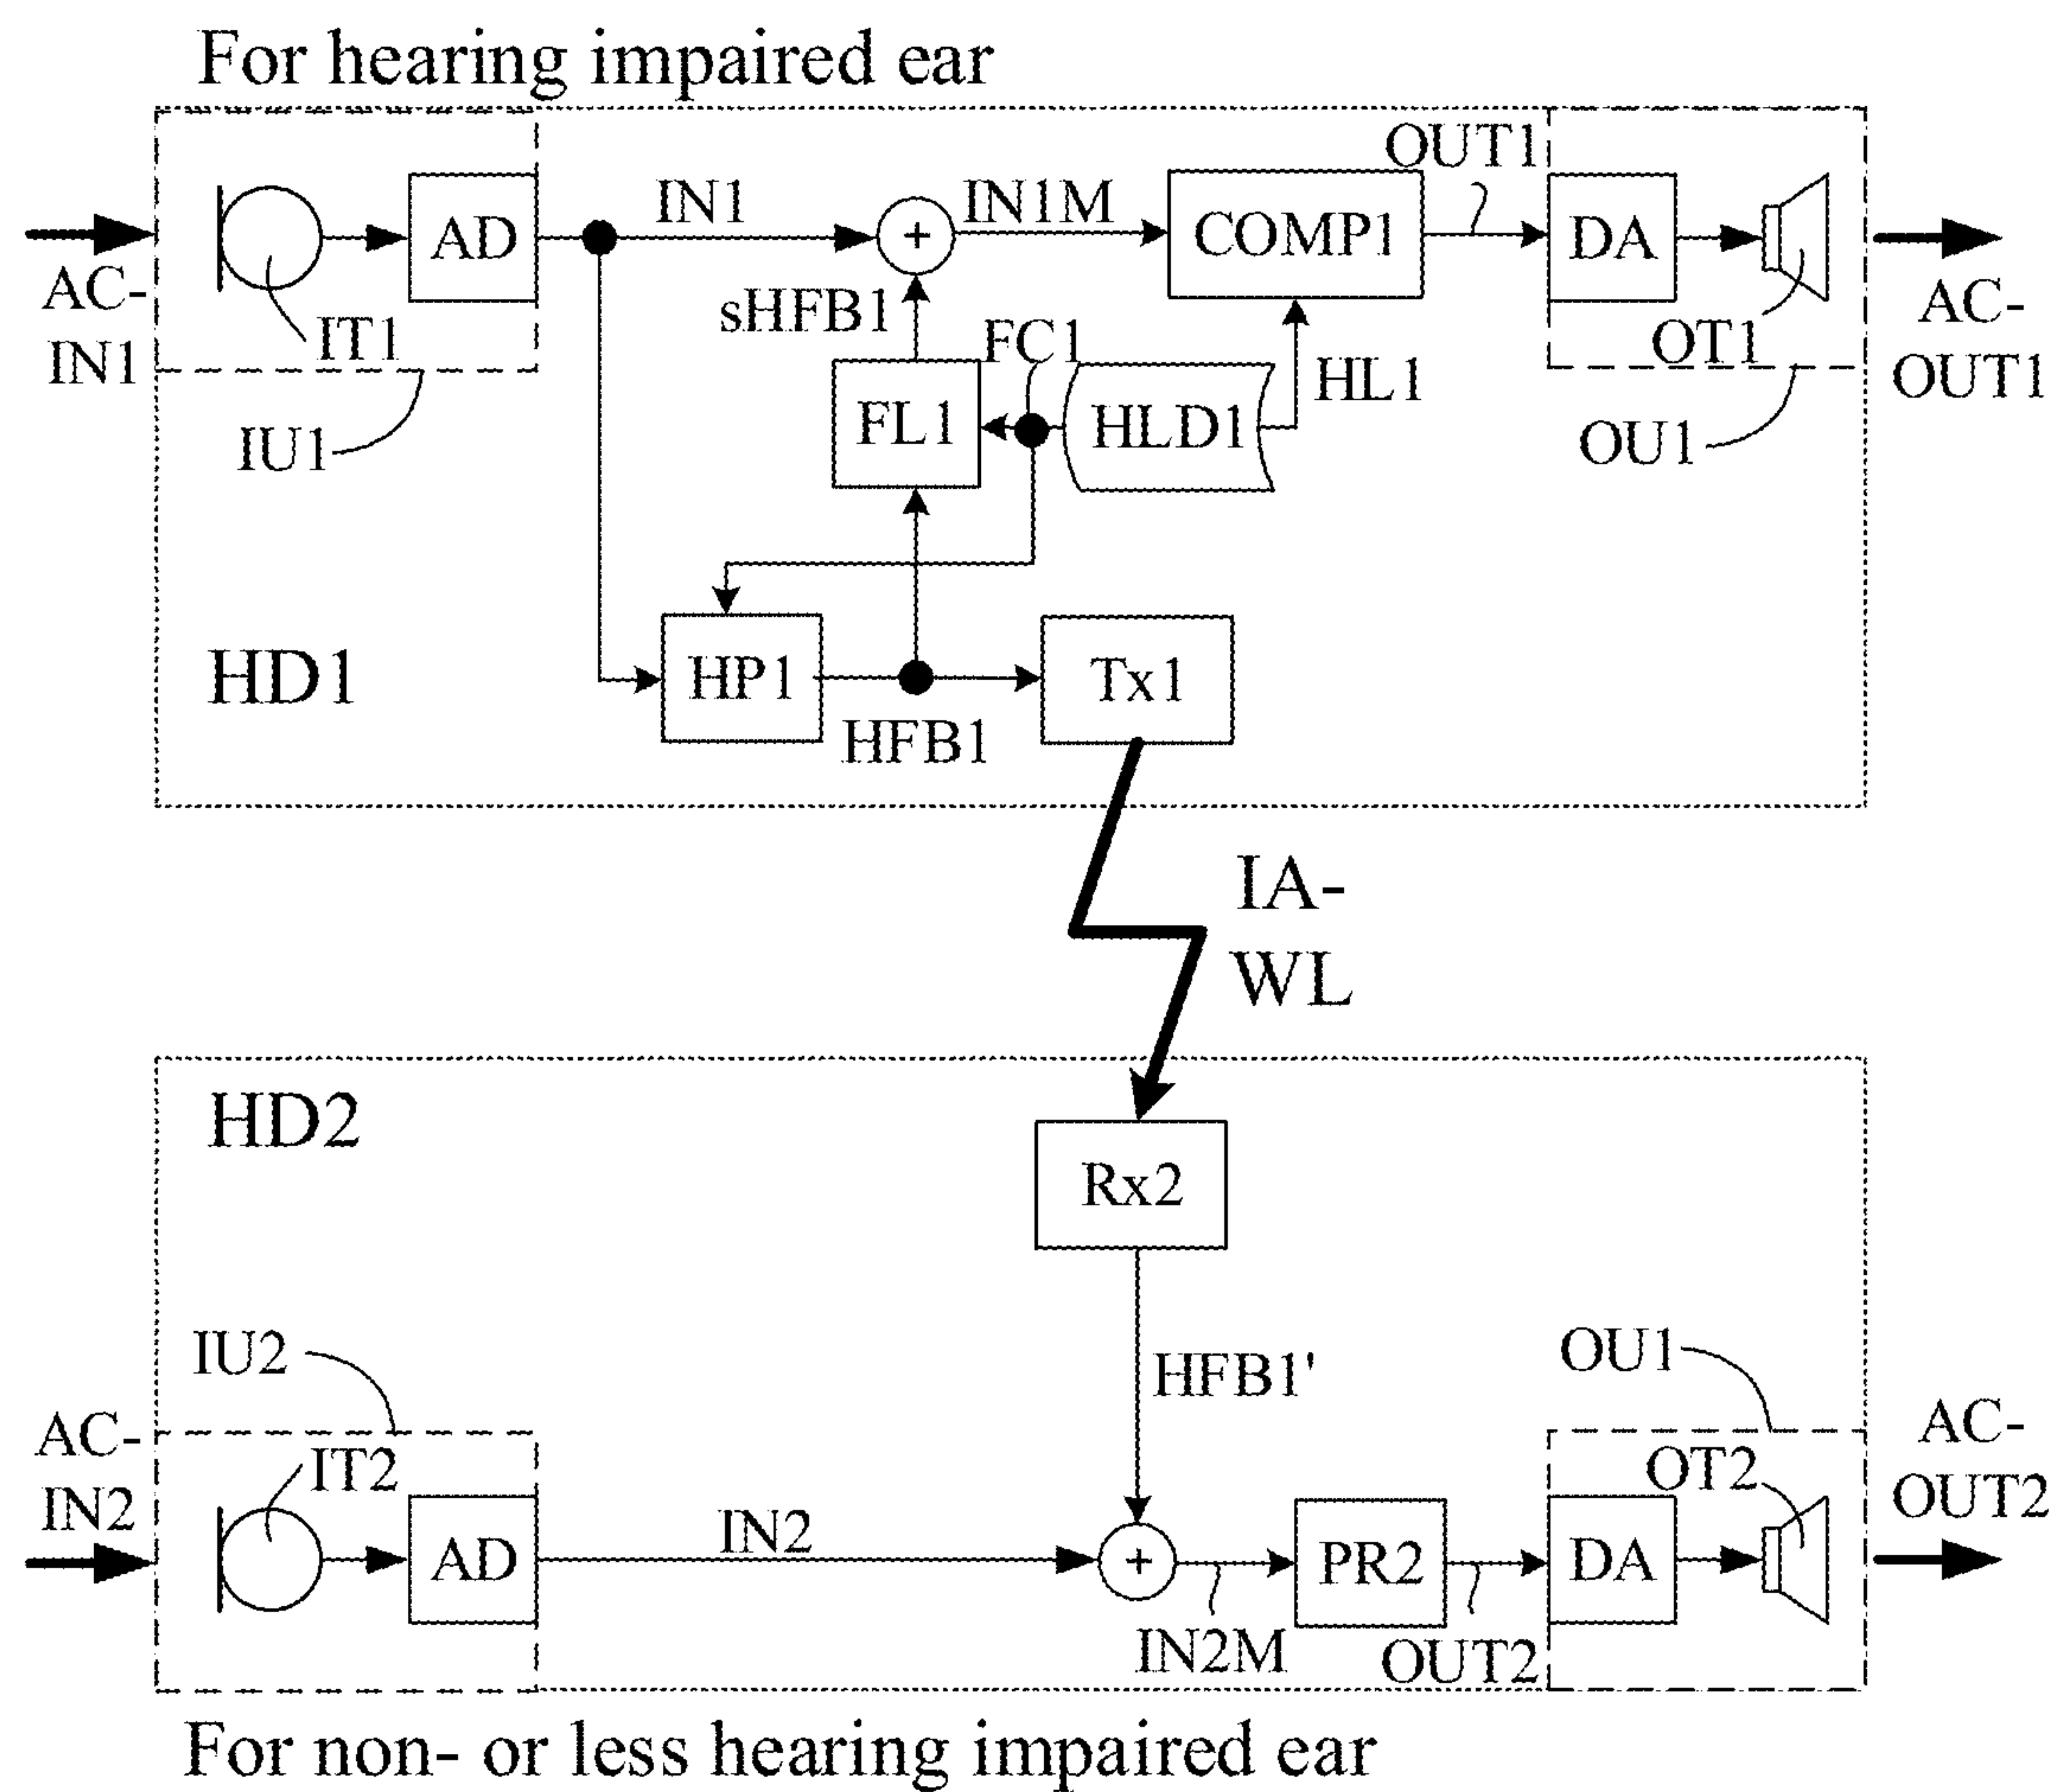 For hearing impaired ear
OUT1
IN1
IN1M
AD
+
COMP1
DA
AC-
IN1
IT1
sHFB1
FC1
HL1
OT1
AC-
OUT1
IU1
FL1
HLD1
OU1
HD1
HP1
Tx1
HFB1
IA-
WL
HD2
Rx2
IU2
HFB1'
OU1
AC-
IN2
IT2
OT2
AC-
OUT2
AD
IN2
+
PR2
DA
IN2M
OUT2
For non- or less hearing impaired ear